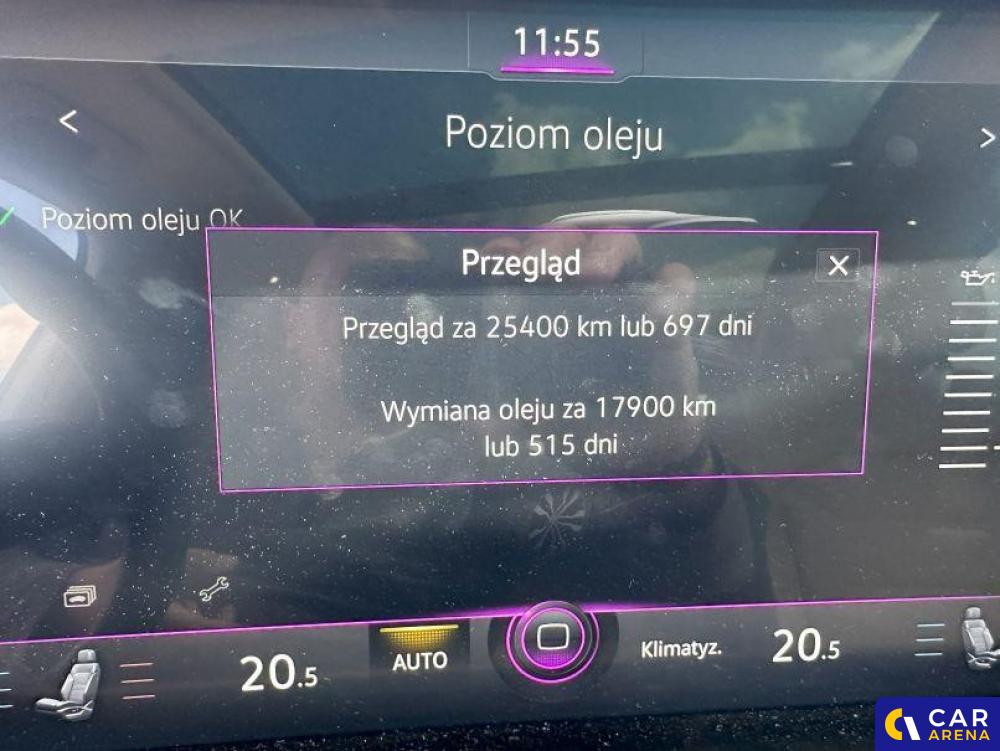 11:55
<
Poziom oleju
>
Poziom oleju OK
Przegląd
X
Przegląd za 25400 km lub 697 dni
Wymiana oleju za 17900 km
lub 515 dni
20.5
AUTO
Klimatyz.
20.5
CAR
ARENA